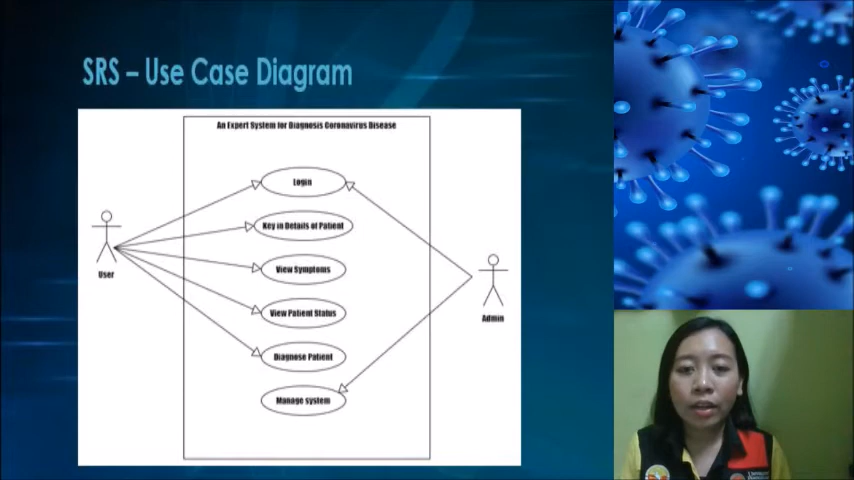 SRS – Use Case Diagram
An Expert System for Diagnosis Coronavirus Disease
Login
Key in Details of Patient
View Symptoms
User
View Patient Status
Admin
Diagnose Patient
Manage system